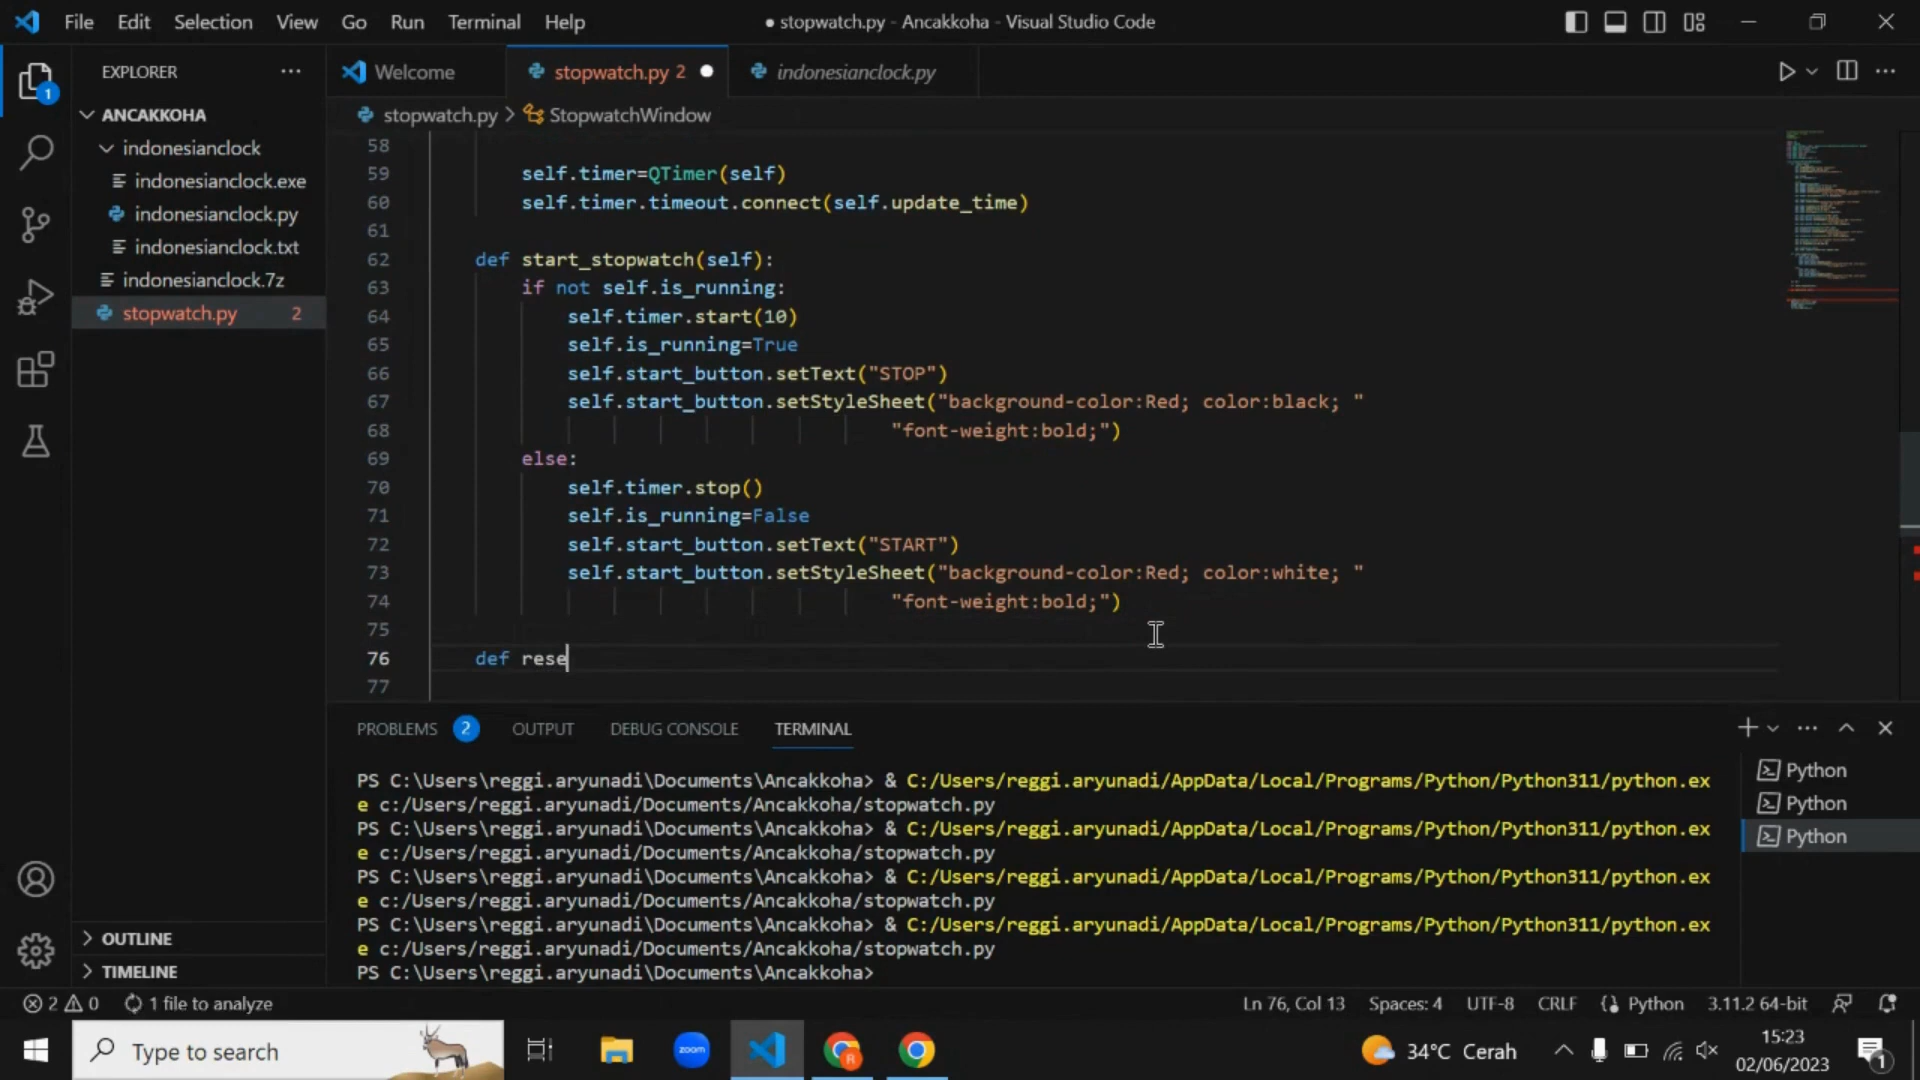 File Edit Selection View Go Run Terminal Help
● stopwatch.py - Ancakkoha - Visual Studio Code
EXPLORER
Welcome
stopwatch.py 2
indonesianclock.py
1
ANCAKKOHA
stopwatch.py > StopwatchWindow
indonesianclock
indonesianclock.exe
indonesianclock.py
indonesianclock.txt
indonesianclock.7z
stopwatch.py 2
58
59 self.timer=QTimer(self)
60 self.timer.timeout.connect(self.update_time)
61
62 def start_stopwatch(self):
63 if not self.is_running:
64 self.timer.start(10)
65 self.is_running=True
66 self.start_button.setText("STOP")
67 self.start_button.setStyleSheet("background-color:Red; color:black; "
68 "font-weight:bold;")
69 else:
70 self.timer.stop()
71 self.is_running=False
72 self.start_button.setText("START")
73 self.start_button.setStyleSheet("background-color:Red; color:white; "
74 "font-weight:bold;")
75
76 def rese
77
PROBLEMS 2 OUTPUT DEBUG CONSOLE TERMINAL
PS C:\Users\reggi.aryunadi\Documents\Ancakkoha> & C:/Users/reggi.aryunadi/AppData/Local/Programs/Python/Python311/python.ex
e c:/Users/reggi.aryunadi/Documents/Ancakkoha/stopwatch.py
PS C:\Users\reggi.aryunadi\Documents\Ancakkoha> & C:/Users/reggi.aryunadi/AppData/Local/Programs/Python/Python311/python.ex
e c:/Users/reggi.aryunadi/Documents/Ancakkoha/stopwatch.py
PS C:\Users\reggi.aryunadi\Documents\Ancakkoha> & C:/Users/reggi.aryunadi/AppData/Local/Programs/Python/Python311/python.ex
e c:/Users/reggi.aryunadi/Documents/Ancakkoha/stopwatch.py
PS C:\Users\reggi.aryunadi\Documents\Ancakkoha> & C:/Users/reggi.aryunadi/AppData/Local/Programs/Python/Python311/python.ex
e c:/Users/reggi.aryunadi/Documents/Ancakkoha/stopwatch.py
PS C:\Users\reggi.aryunadi\Documents\Ancakkoha>
Python
Python
Python
OUTLINE
TIMELINE
2 0 1 file to analyze
Ln 76, Col 13 Spaces: 4 UTF-8 CRLF Python 3.11.2 64-bit
Type to search
zoom
R
34°C Cerah
15:23
02/06/2023
1